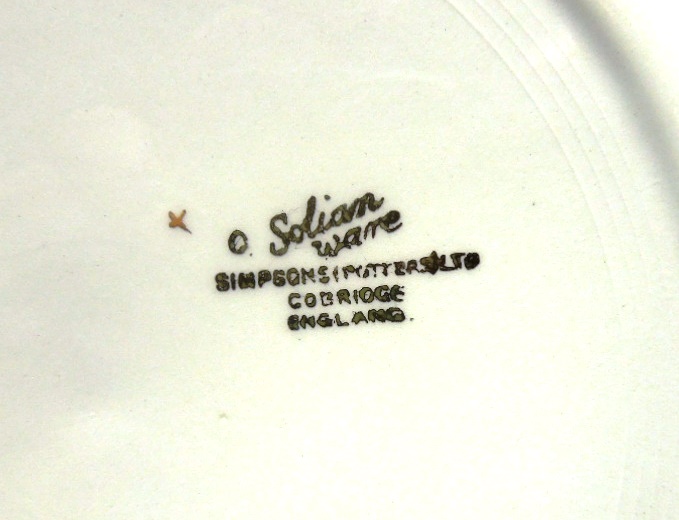 O. Solian
ware
SIMPSONS (POTTERS) LTD
COBRIDGE
ENGLAND.